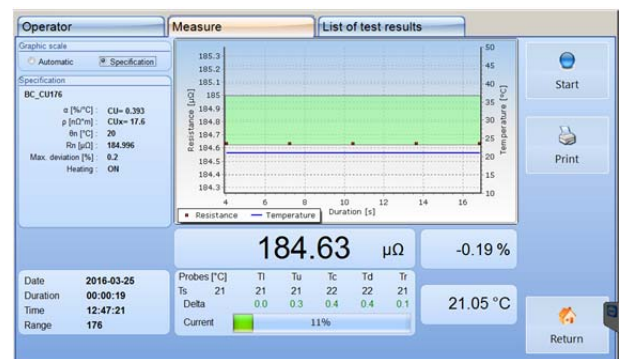 Operator
Measure
List of test results
Graphic scale
Automatic
Specification
Specification
BC_CU176
α [%/°C] : CU= 0.393
ρ [nΩ*m] : CUx= 17.6
θn [°C] : 20
Rn [µΩ] : 184.996
Max. deviation [%] : 0.2
Heating : ON
Resistance [µΩ]
185.3
185.2
185.1
185
184.9
184.8
184.7
184.6
184.5
184.4
184.3
50
45
40
35
30
25
20
15
10
Temperature [°C]
4 6 8 10 12 14 16
Duration [s]
Resistance Temperature
Start
Print
184.63 µΩ
-0.19 %
Date 2016-03-25
Duration 00:00:19
Time 12:47:21
Range 176
Probes [°C] Tl Tu Tc Td Tr
Ts 21 21 21 22 22 21
Delta 0.0 0.3 0.4 0.4 0.1
Current 11%
21.05 °C
Return